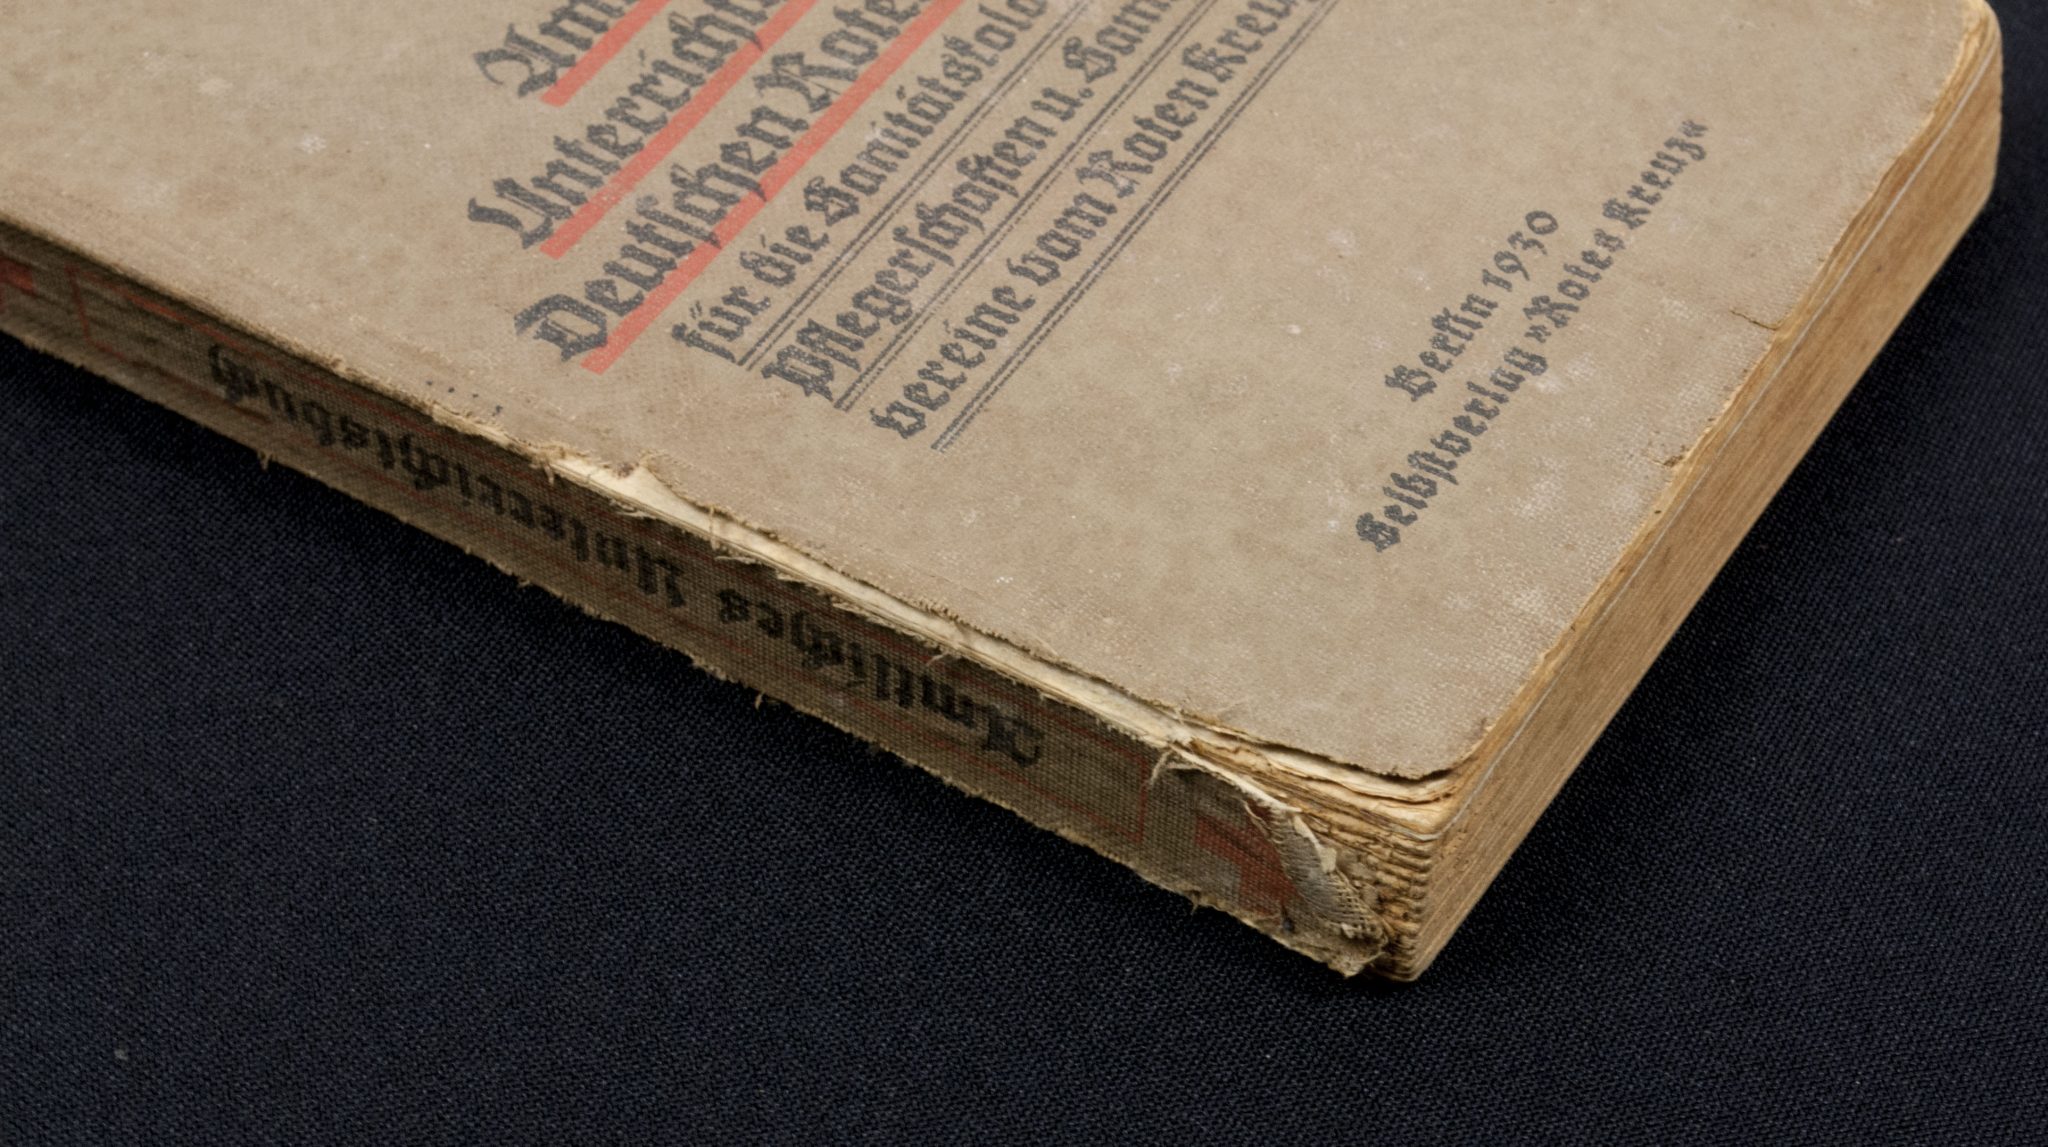 Am
Unterrichts
Deutschen Rote
für die Sanitätskolo
Pflegerschaften u. Sam
vereine vom Roten Kreu
Berlin 1930
Selbstverlag »Rotes Kreuz«
Amtliches Unterrichtsbuch